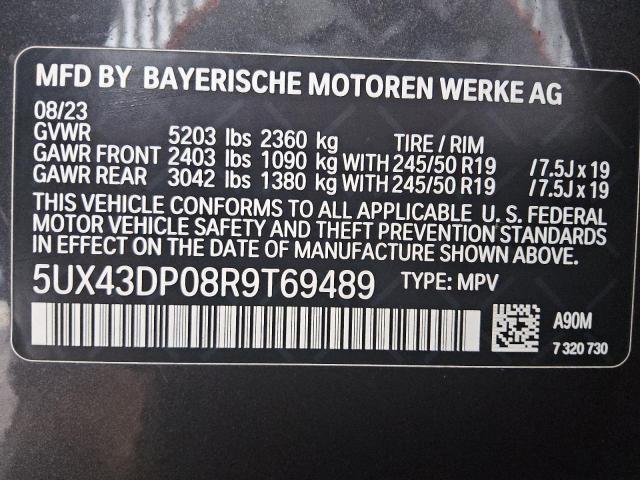 MFD BY BAYERISCHE MOTOREN WERKE AG
08/23
GVWR 5203 lbs 2360 kg TIRE / RIM
GAWR FRONT 2403 lbs 1090 kg WITH 245/50 R19 /7.5J x 19
GAWR REAR 3042 lbs 1380 kg WITH 245/50 R19 /7.5J x 19
THIS VEHICLE CONFORMS TO ALL APPLICABLE U. S. FEDERAL
MOTOR VEHICLE SAFETY AND THEFT PREVENTION STANDARDS
IN EFFECT ON THE DATE OF MANUFACTURE SHOWN ABOVE.
5UX43DP08R9T69489 TYPE: MPV
A90M
7 320 730